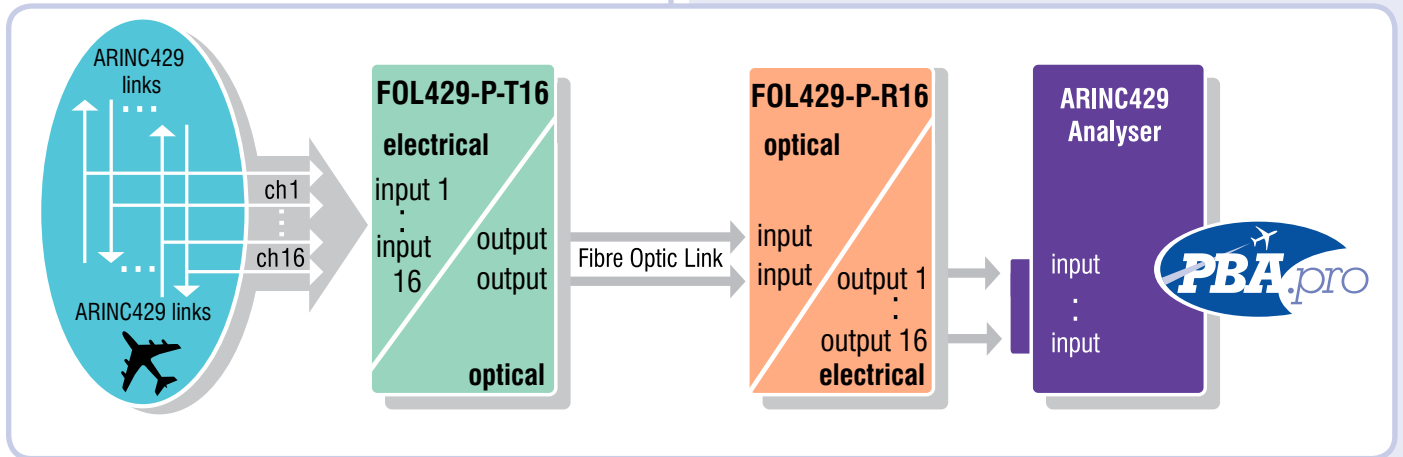 ARINC429
links
...
ch1
ch16
...
ARINC429 links
FOL429-P-T16
electrical
input 1
:
input
16
output
output
optical
Fibre Optic Link
FOL429-P-R16
optical
input
input
output 1
:
output 16
electrical
ARINC429
Analyser
input
:
input
PBA.pro